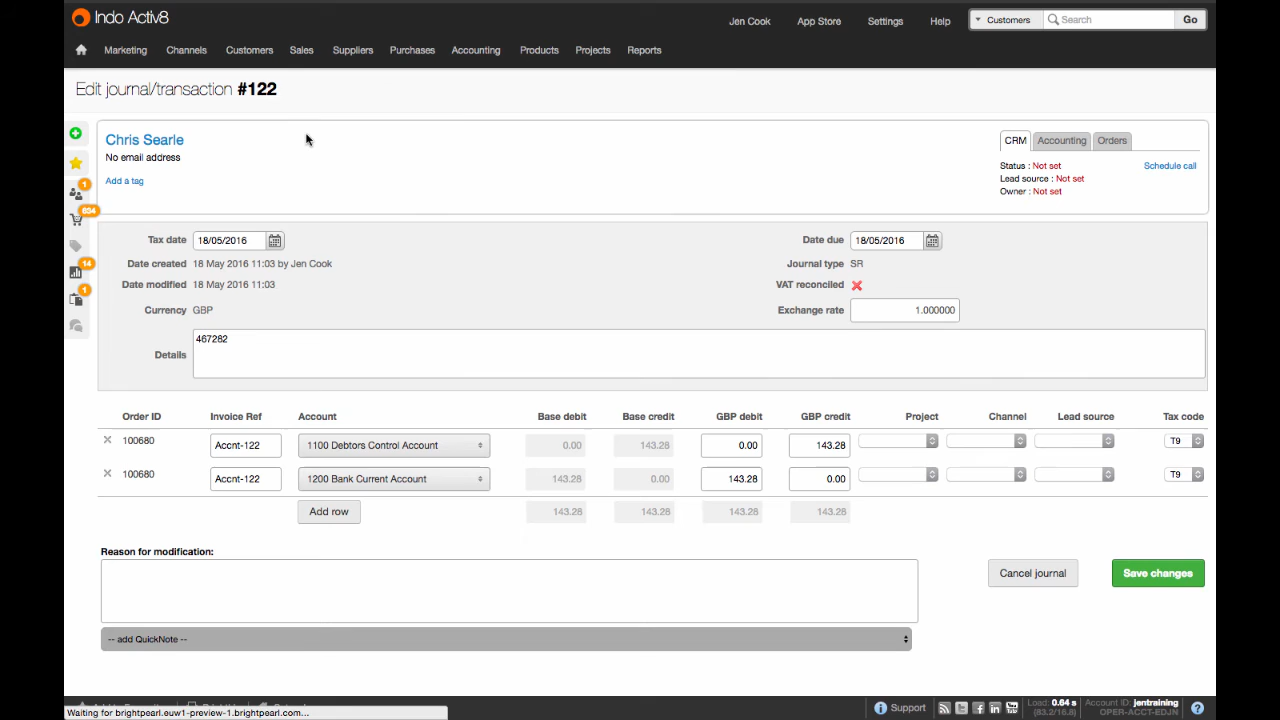 Indo Activ8
Jen Cook App Store Settings Help Customers Search Go
Marketing Channels Customers Sales Suppliers Purchases Accounting Products Projects Reports
Edit journal/transaction #122
Chris Searle
No email address
Add a tag
CRM Accounting Orders
Status : Not set Schedule call
Lead source : Not set
Owner : Not set
1
634
14
1
Tax date 18/05/2016 Date due 18/05/2016
Date created 18 May 2016 11:03 by Jen Cook Journal type SR
Date modified 18 May 2016 11:03 VAT reconciled
Currency GBP Exchange rate 1.000000
Details 467282
Order ID Invoice Ref Account Base debit Base credit GBP debit GBP credit Project Channel Lead source Tax code
100680 Accnt-122 1100 Debtors Control Account 0.00 143.28 0.00 143.28 T9
100680 Accnt-122 1200 Bank Current Account 143.28 0.00 143.28 0.00 T9
Add row 143.28 143.28 143.28 143.28
Reason for modification:
Cancel journal Save changes
-- add QuickNote --
Waiting for brightpearl.euw1-preview-1.brightpearl.com...
Support Load: 0.64 s Account ID: jentraining
(83.2/16.8) OPER-ACCT-EDJN